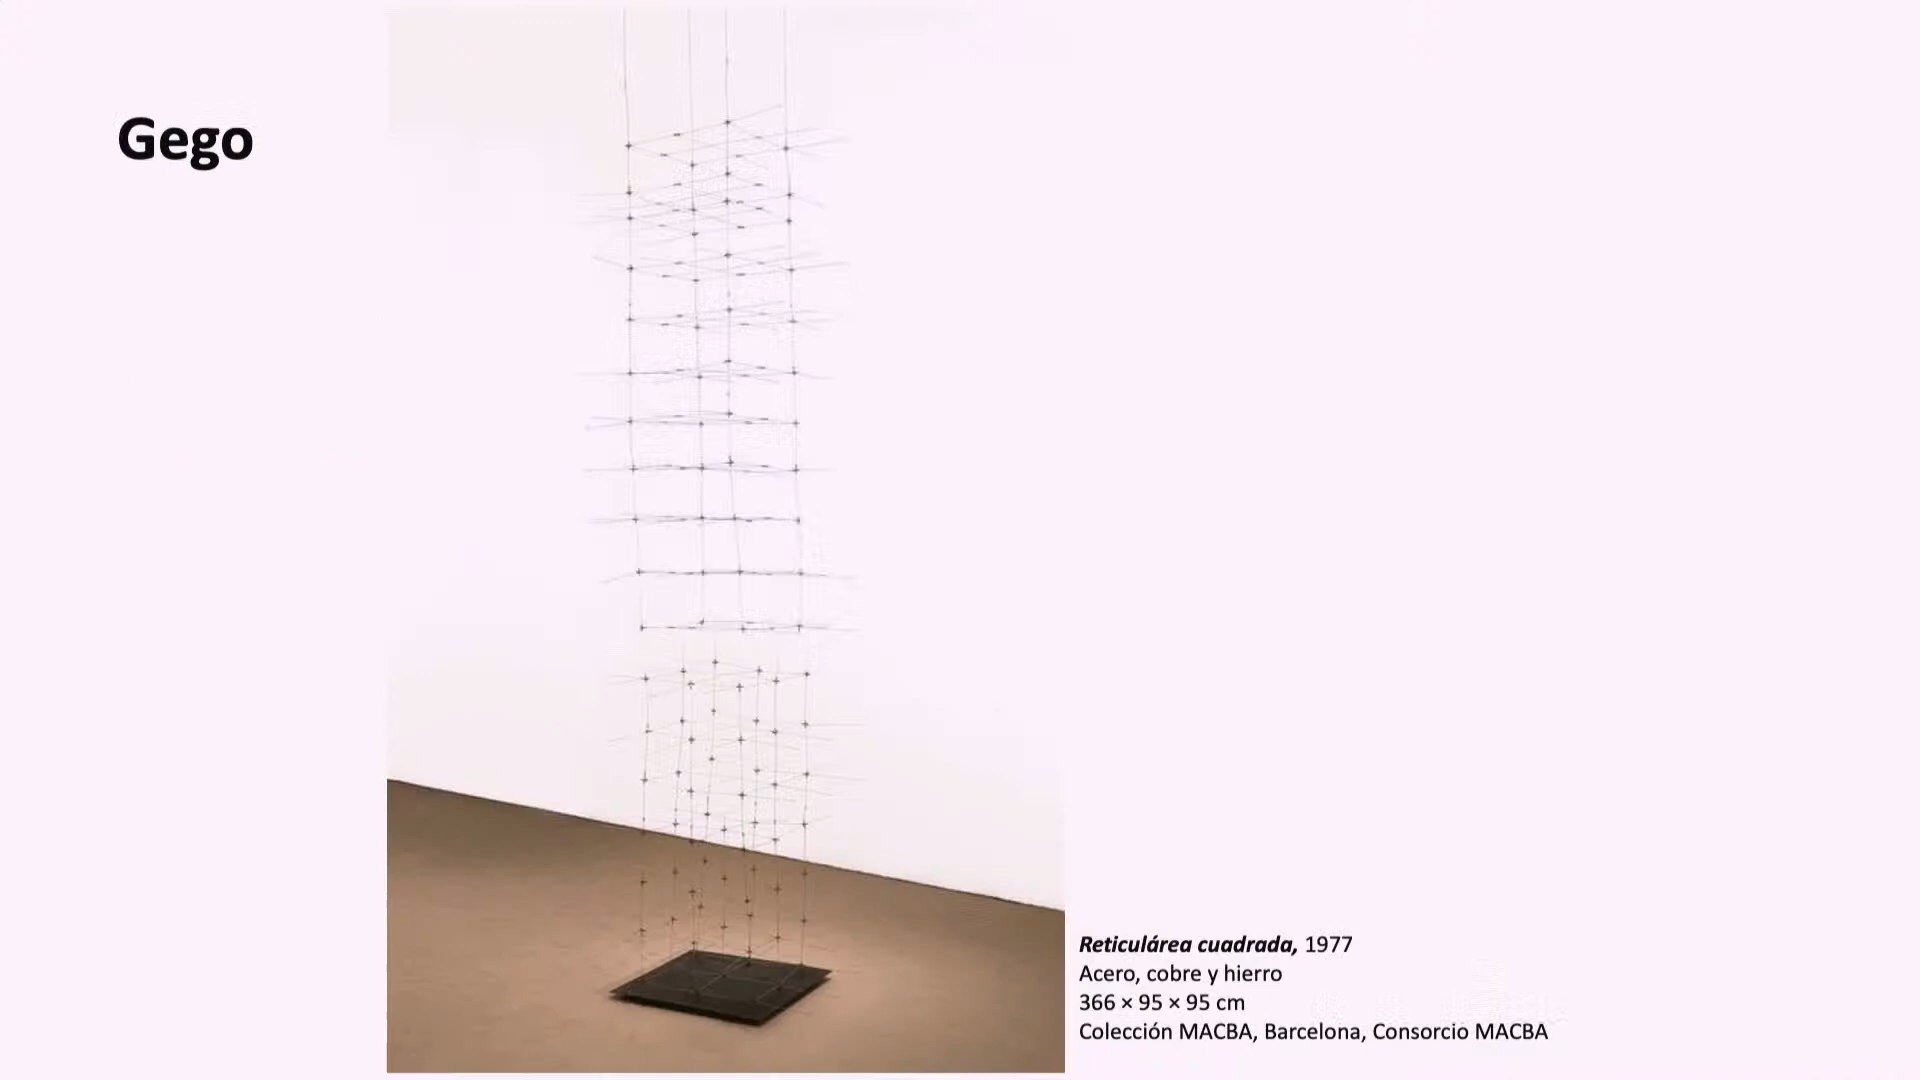 Gego
Reticulárea cuadrada, 1977
Acero, cobre y hierro
366 × 95 × 95 cm
Colección MACBA, Barcelona, Consorcio MACBA